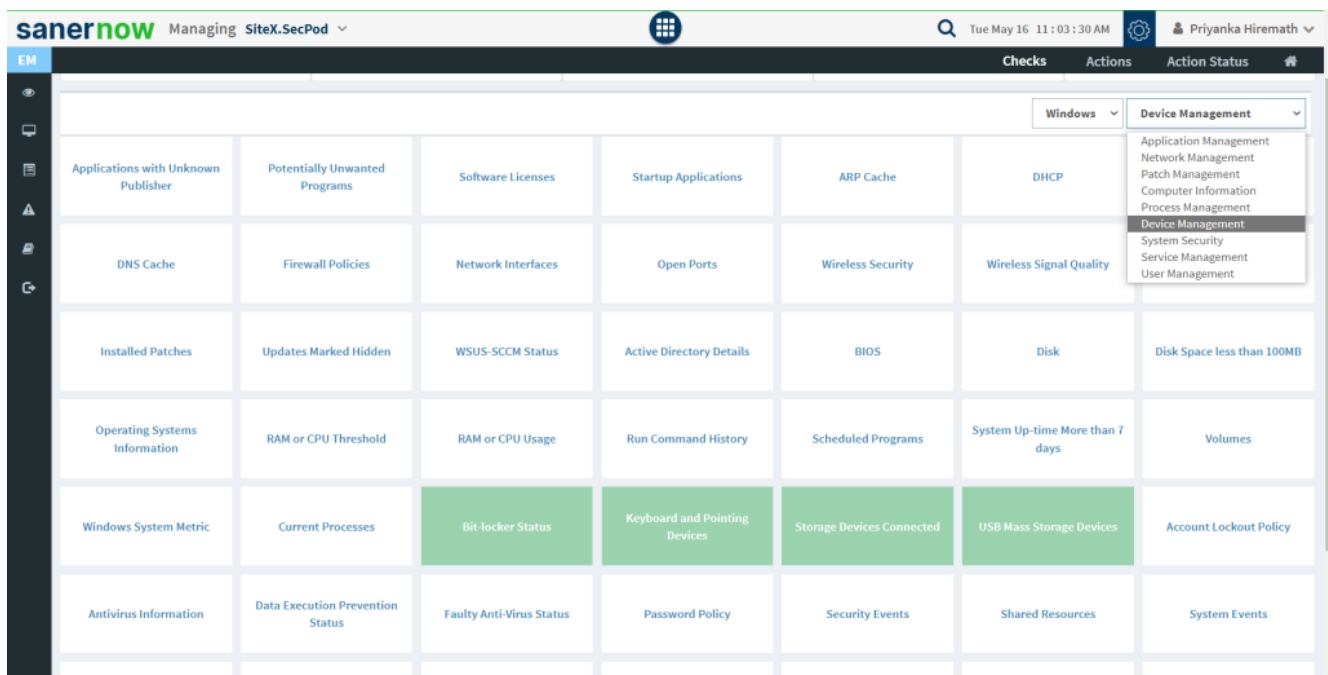 sanernow Managing SiteX.SecPod Tue May 16 11:03:30 AM Priyanka Hiremath
EM Checks Actions Action Status
Windows Device Management
Application Management
Network Management
Patch Management
Computer Information
Process Management
Device Management
System Security
Service Management
User Management
Applications with Unknown
Publisher
Potentially Unwanted
Programs
Software Licenses
Startup Applications
ARP Cache
DHCP
DNS Cache
Firewall Policies
Network Interfaces
Open Ports
Wireless Security
Wireless Signal Quality
Installed Patches
Updates Marked Hidden
WSUS-SCCM Status
Active Directory Details
BIOS
Disk
Disk Space less than 100MB
Operating Systems
Information
RAM or CPU Threshold
RAM or CPU Usage
Run Command History
Scheduled Programs
System Up-time More than 7
days
Volumes
Windows System Metric
Current Processes
Bit-locker Status
Keyboard and Pointing
Devices
Storage Devices Connected
USB Mass Storage Devices
Account Lockout Policy
Antivirus Information
Data Execution Prevention
Status
Faulty Anti-Virus Status
Password Policy
Security Events
Shared Resources
System Events